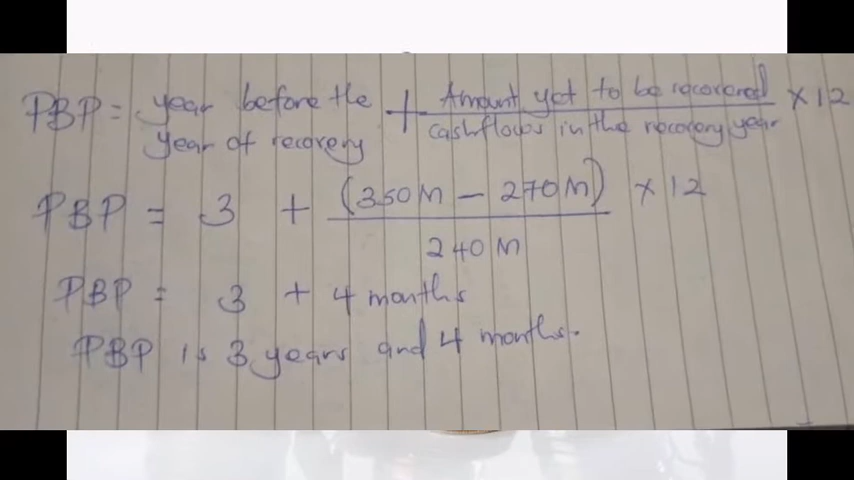 PBP = year before the year of recovery + Amount yet to be recovered / cashflows in the recovery year × 12
PBP = 3 + (350M - 270M) / 240M × 12
PBP = 3 + 4 months
PBP is 3 years and 4 months.